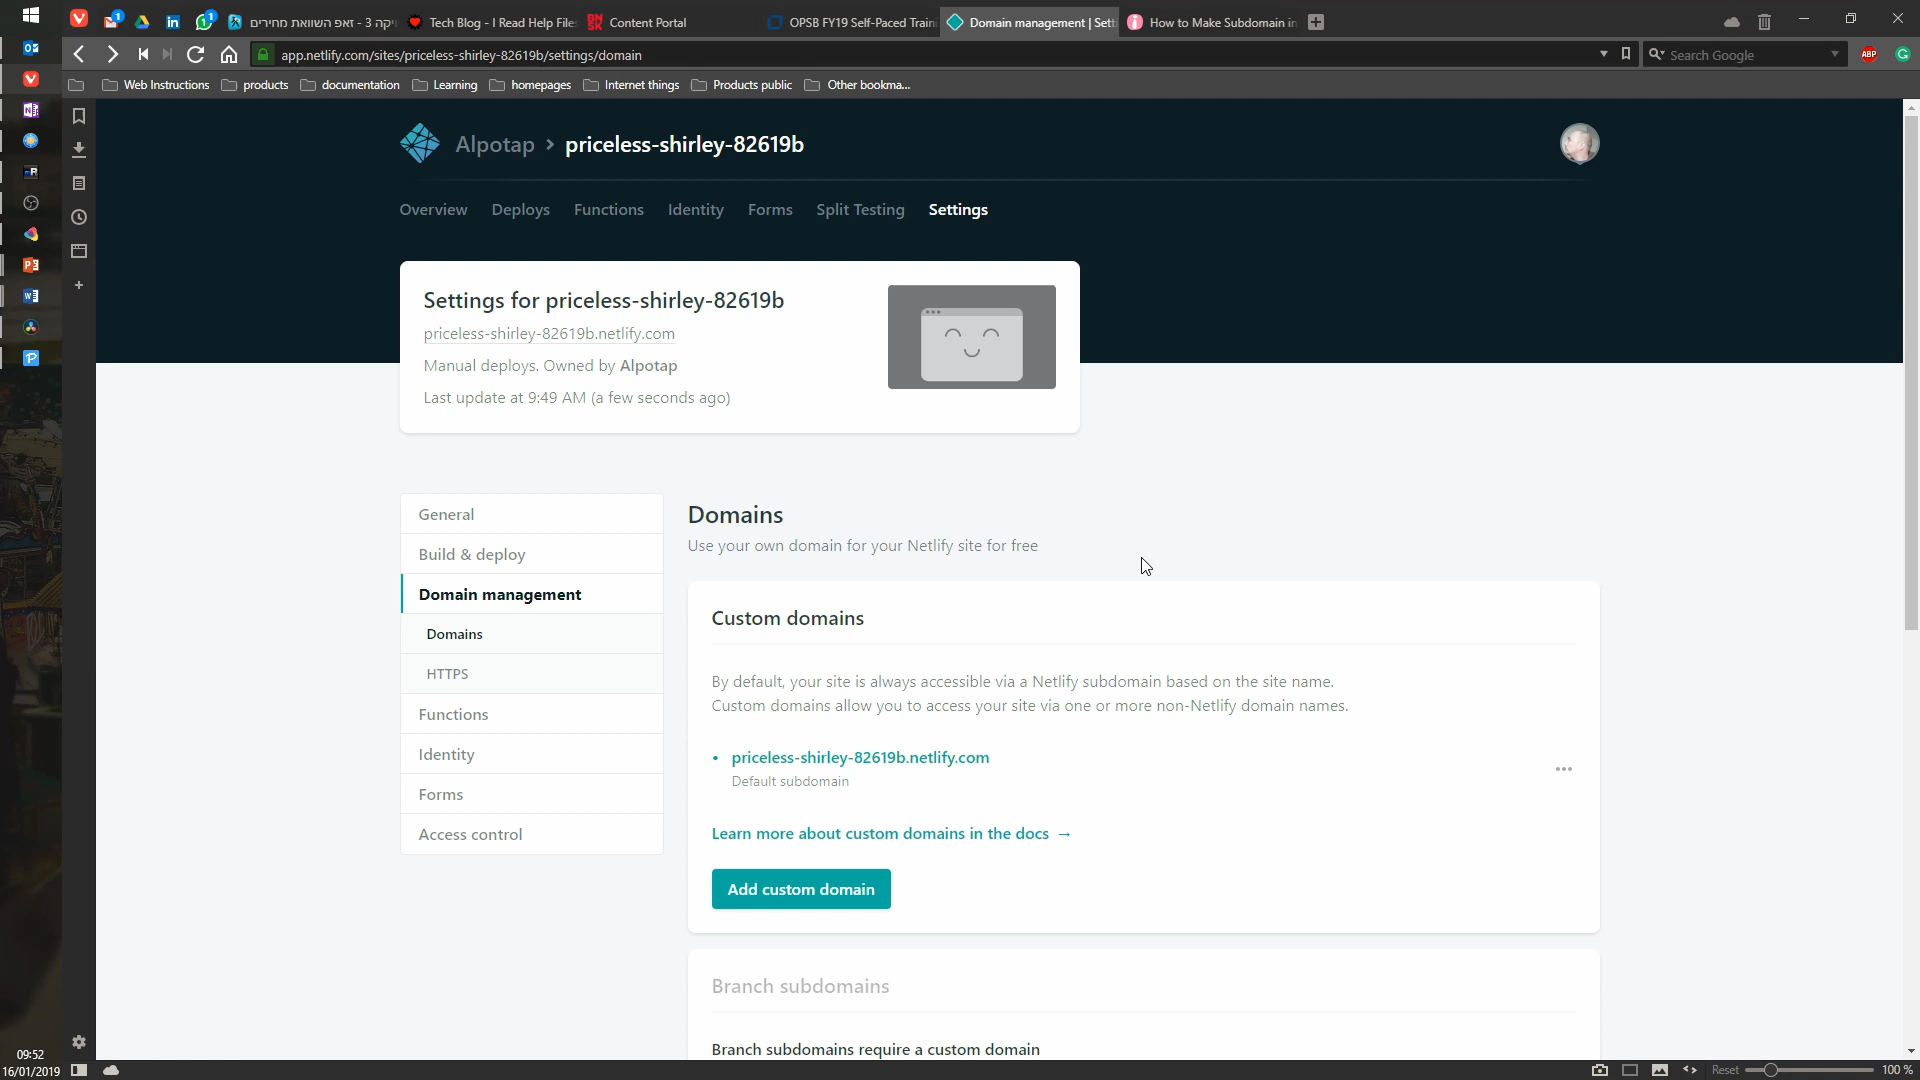 זאפ השוואת מחירים - 3
Tech Blog - I Read Help File
Content Portal
OPSB FY19 Self-Paced Traini
Domain management | Sett
How to Make Subdomain in
app.netlify.com/sites/priceless-shirley-82619b/settings/domain
Search Google
ABP
Web Instructions
products
documentation
Learning
homepages
Internet things
Products public
Other bookma...
Alpotap > priceless-shirley-82619b
Overview
Deploys
Functions
Identity
Forms
Split Testing
Settings
Settings for priceless-shirley-82619b
priceless-shirley-82619b.netlify.com
Manual deploys. Owned by Alpotap
Last update at 9:49 AM (a few seconds ago)
General
Build & deploy
Domain management
Domains
HTTPS
Functions
Identity
Forms
Access control
Domains
Use your own domain for your Netlify site for free
Custom domains
By default, your site is always accessible via a Netlify subdomain based on the site name.
Custom domains allow you to access your site via one or more non-Netlify domain names.
• priceless-shirley-82619b.netlify.com
Default subdomain
Learn more about custom domains in the docs →
Add custom domain
Branch subdomains
Branch subdomains require a custom domain
09:52
16/01/2019
Reset
100 %